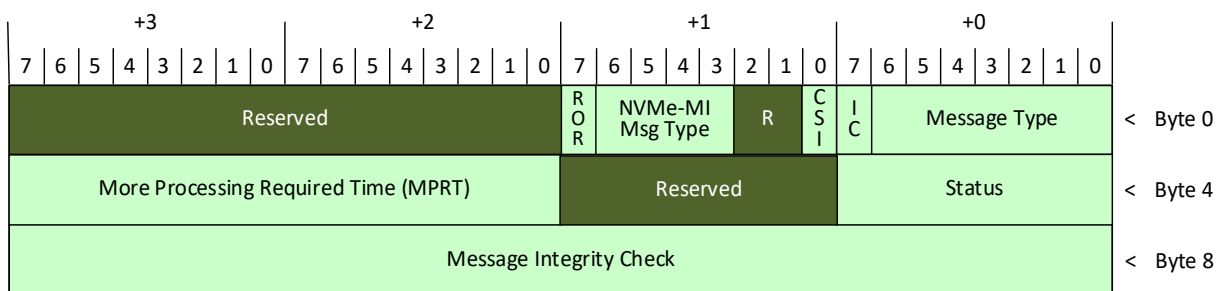 +3 +2 +1 +0
7 6 5 4 3 2 1 0 7 6 5 4 3 2 1 0 7 6 5 4 3 2 1 0 7 6 5 4 3 2 1 0
Reserved ROR NVMe-MI Msg Type R CSI IC Message Type < Byte 0
More Processing Required Time (MPRT) Reserved Status < Byte 4
Message Integrity Check < Byte 8